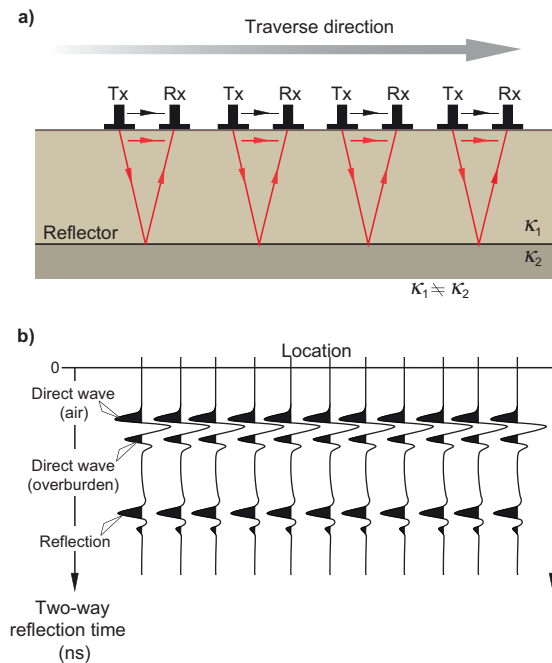 a)
Traverse direction
Tx Rx Tx Rx Tx Rx Tx Rx
Reflector
κ1
κ2
κ1 ≒ κ2
b)
Location
0
Direct wave
(air)
Direct wave
(overburden)
Reflection
Two-way
reflection time
(ns)